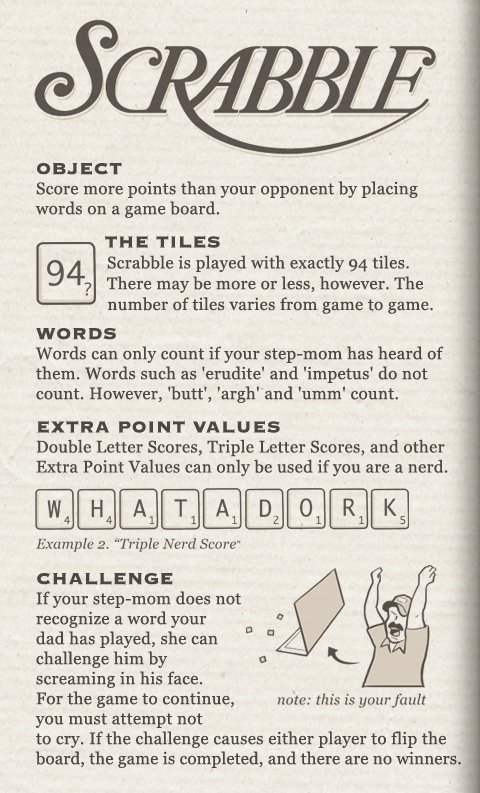 SCRABBLE
OBJECT
Score more points than your opponent by placing
words on a game board.
94?
THE TILES
Scrabble is played with exactly 94 tiles.
There may be more or less, however. The
number of tiles varies from game to game.
WORDS
Words can only count if your step-mom has heard of
them. Words such as 'erudite' and 'impetus' do not
count. However, 'butt', 'argh' and 'umm' count.
EXTRA POINT VALUES
Double Letter Scores, Triple Letter Scores, and other
Extra Point Values can only be used if you are a nerd.
W4 H4 A1 T1 A1 D2 O1 R1 K5
Example 2. "Triple Nerd Score"
CHALLENGE
If your step-mom does not
recognize a word your
dad has played, she can
challenge him by
screaming in his face.
For the game to continue,
you must attempt not
to cry. If the challenge causes either player to flip the
board, the game is completed, and there are no winners.
note: this is your fault